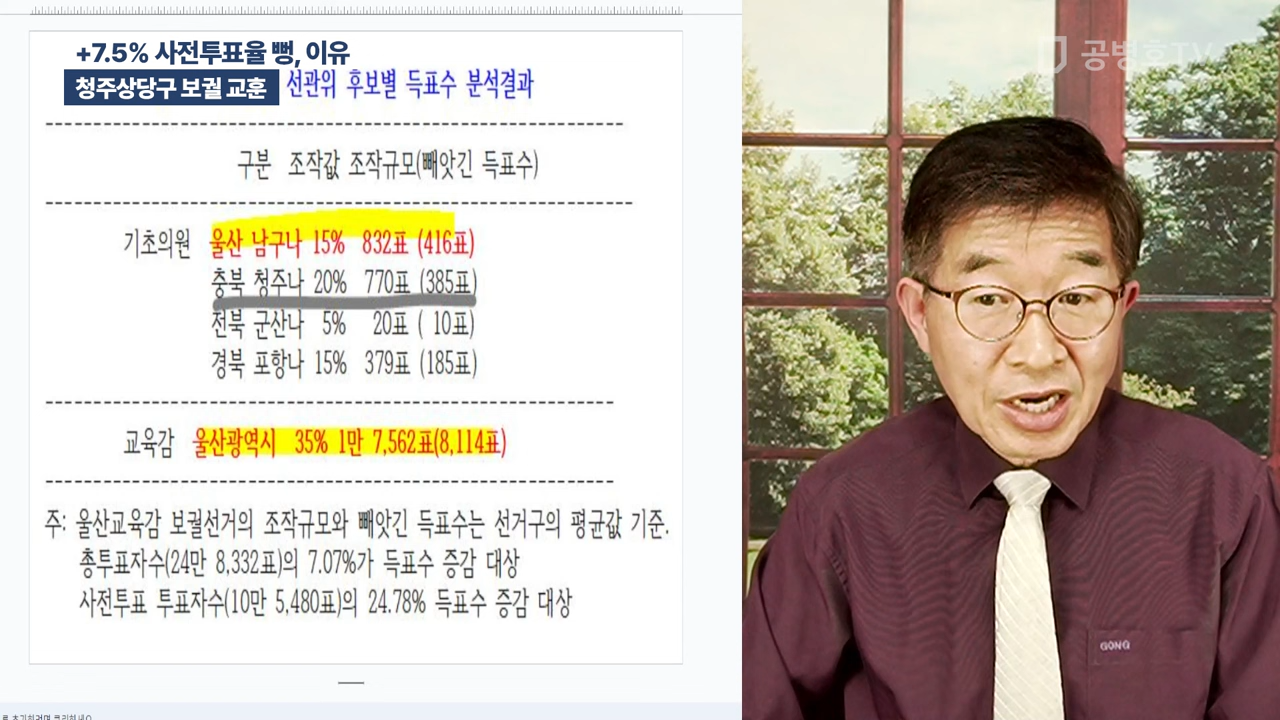 +7.5% 사전투표율 뻥, 이유
청주상당구 보궐 교훈 선관위 후보별 득표수 분석결과
공병호TV
구분 조작값 조작규모(빼앗긴 득표수)
기초의원 울산 남구나 15% 832표 (416표)
충북 청주나 20% 770표 (385표)
전북 군산나 5% 20표 ( 10표)
경북 포항나 15% 379표 (185표)
교육감 울산광역시 35% 1만 7,562표(8,114표)
주: 울산교육감 보궐선거의 조작규모와 빼앗긴 득표수는 선거구의 평균값 기준.
총투표자수(24만 8,332표)의 7.07%가 득표수 증감 대상
사전투표 투표자수(10만 5,480표)의 24.78% 득표수 증감 대상
GONG